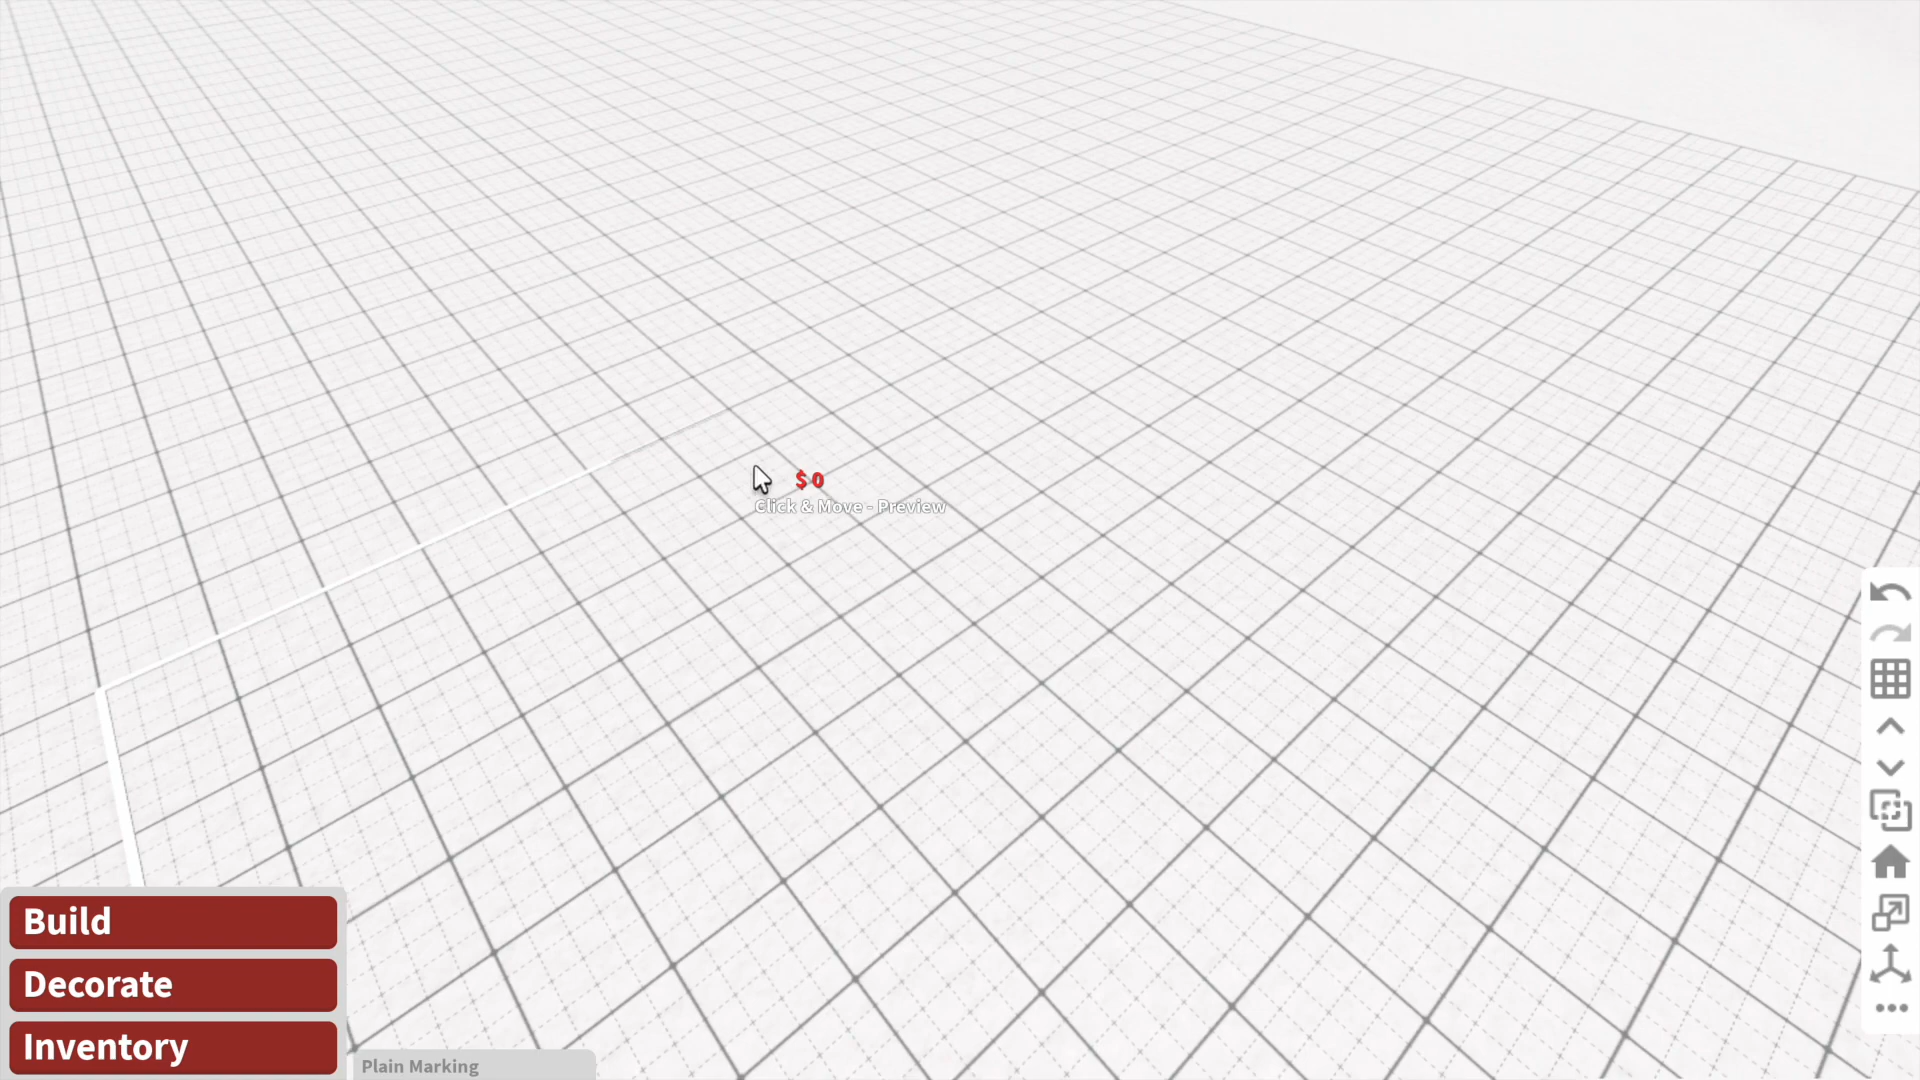 $0
Click & Move - Preview
Build
Decorate
Inventory
Plain Marking